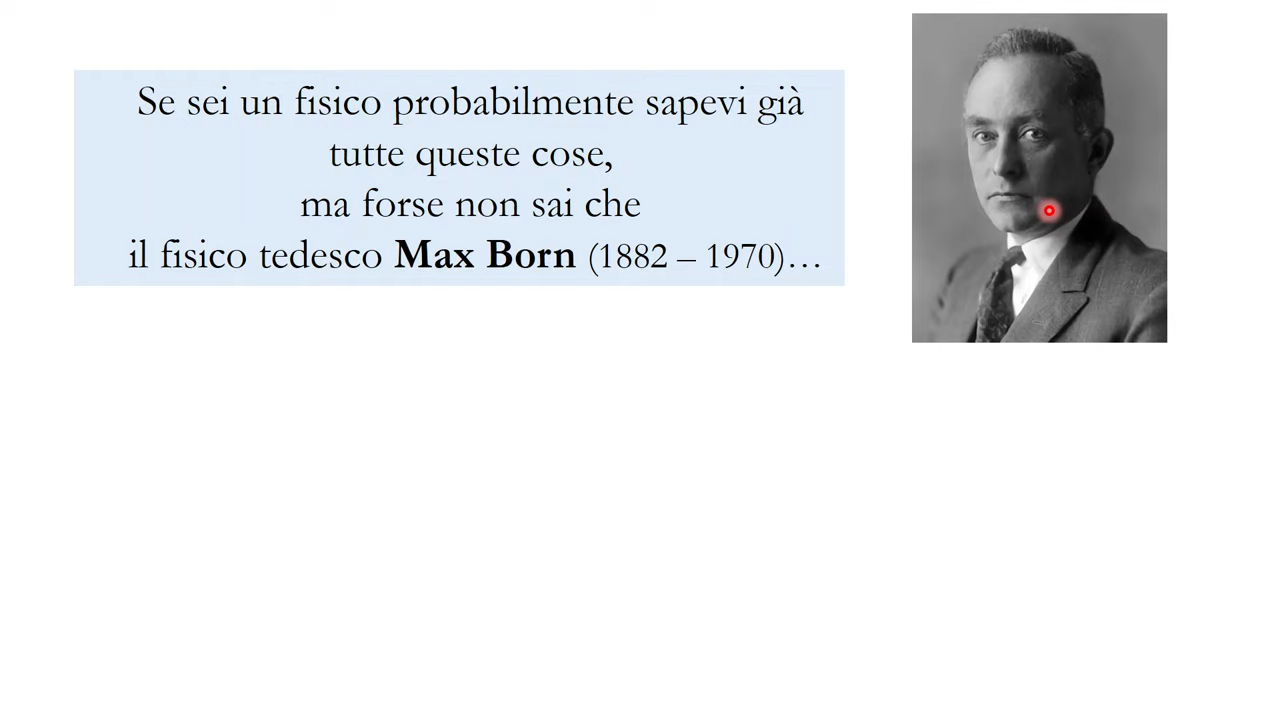 Se sei un fisico probabilmente sapevi già
tutte queste cose,
ma forse non sai che
il fisico tedesco Max Born (1882 – 1970)…